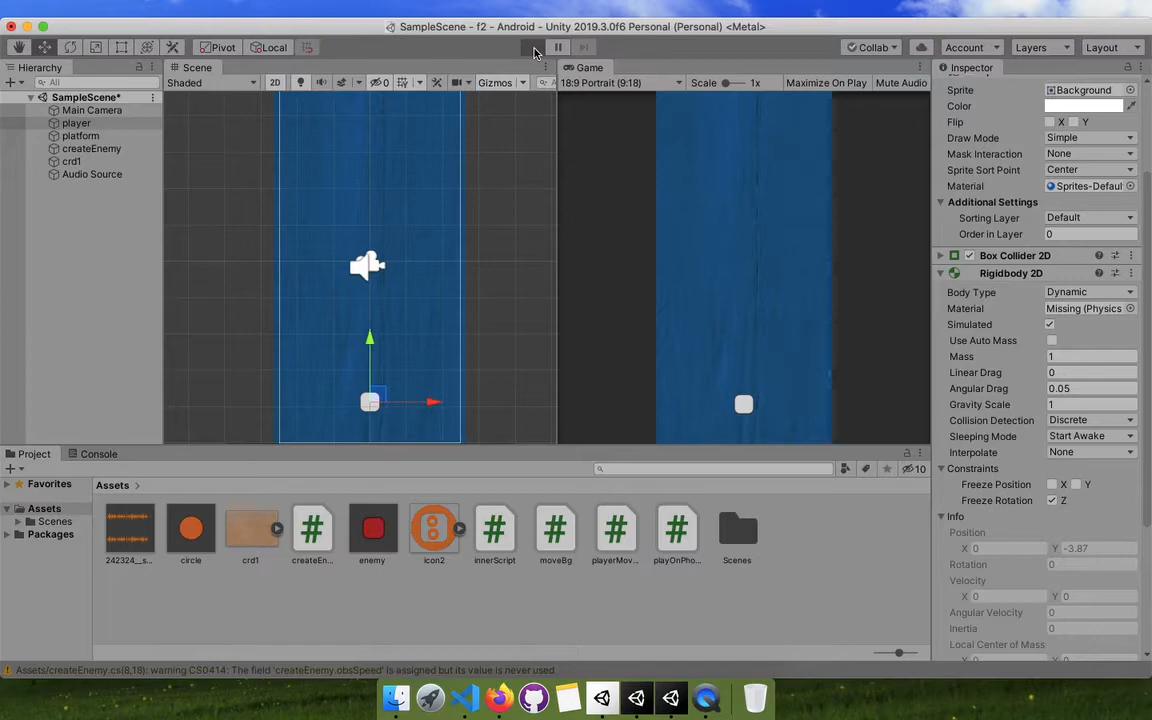 SampleScene - f2 - Android - Unity 2019.3.0f6 Personal (Personal) <Metal>
Pivot Local Collab Account Layers Layout
Hierarchy
All
SampleScene*
Main Camera
player
platform
createEnemy
crd1
Audio Source
Scene
Shaded 2D 0 Gizmos A
Game
18:9 Portrait (9:18) Scale 1x Maximize On Play Mute Audio
Inspector
Sprite Background
Color
Flip X Y
Draw Mode Simple
Mask Interaction None
Sprite Sort Point Center
Material Sprites-Defaul
Additional Settings
Sorting Layer Default
Order in Layer 0
Box Collider 2D
Rigidbody 2D
Body Type Dynamic
Material Missing (Physics
Simulated
Use Auto Mass
Mass 1
Linear Drag 0
Angular Drag 0.05
Gravity Scale 1
Collision Detection Discrete
Sleeping Mode Start Awake
Interpolate None
Constraints
Freeze Position X Y
Freeze Rotation Z
Info
Position
X 0 Y -3.87
Rotation 0
Velocity
X 0 Y 0
Angular Velocity 0
Inertia 0
Local Center of Mass
Project Console
10
Favorites
Assets
Scenes
Packages
Assets
242324__s... circle crd1 createEn... enemy icon2 innerScript moveBg playerMov... playOnPho... Scenes
Assets/createEnemy.cs(8,18): warning CS0414: The field 'createEnemy.obsSpeed' is assigned but its value is never used